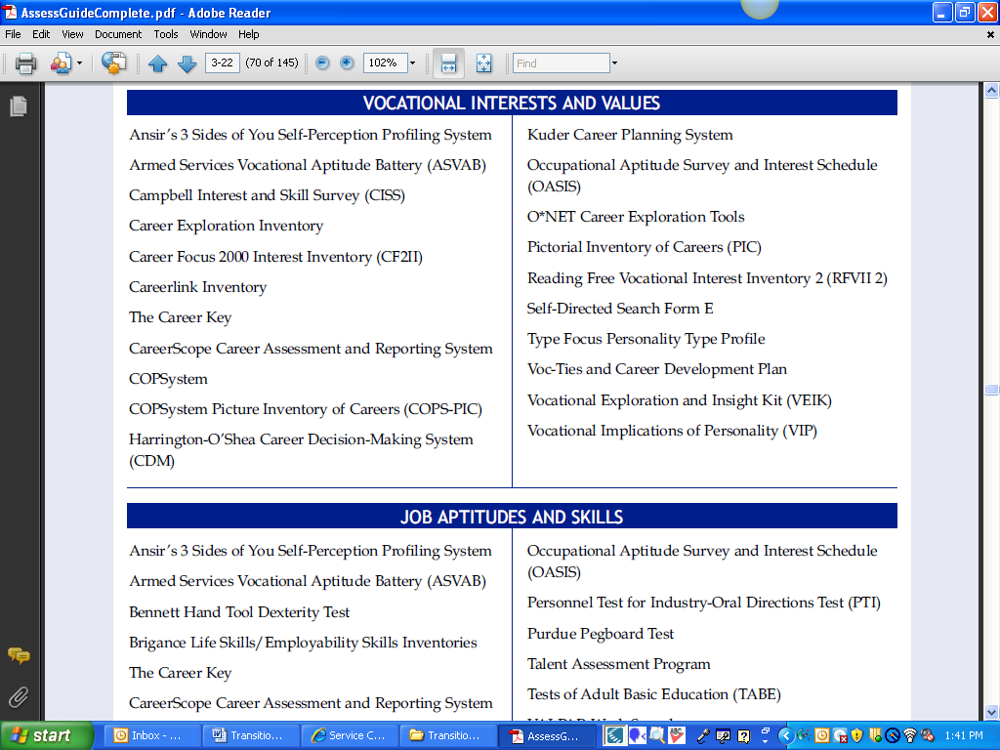 AssessGuideComplete.pdf - Adobe Reader
File Edit View Document Tools Window Help
3-22 (70 of 145) 102% Find
VOCATIONAL INTERESTS AND VALUES
Ansir's 3 Sides of You Self-Perception Profiling System
Armed Services Vocational Aptitude Battery (ASVAB)
Campbell Interest and Skill Survey (CISS)
Career Exploration Inventory
Career Focus 2000 Interest Inventory (CF2II)
Careerlink Inventory
The Career Key
CareerScope Career Assessment and Reporting System
COPSystem
COPSystem Picture Inventory of Careers (COPS-PIC)
Harrington-O'Shea Career Decision-Making System
(CDM)
Kuder Career Planning System
Occupational Aptitude Survey and Interest Schedule
(OASIS)
O*NET Career Exploration Tools
Pictorial Inventory of Careers (PIC)
Reading Free Vocational Interest Inventory 2 (RFVII 2)
Self-Directed Search Form E
Type Focus Personality Type Profile
Voc-Ties and Career Development Plan
Vocational Exploration and Insight Kit (VEIK)
Vocational Implications of Personality (VIP)
JOB APTITUDES AND SKILLS
Ansir's 3 Sides of You Self-Perception Profiling System
Armed Services Vocational Aptitude Battery (ASVAB)
Bennett Hand Tool Dexterity Test
Brigance Life Skills/Employability Skills Inventories
The Career Key
CareerScope Career Assessment and Reporting System
Occupational Aptitude Survey and Interest Schedule
(OASIS)
Personnel Test for Industry-Oral Directions Test (PTI)
Purdue Pegboard Test
Talent Assessment Program
Tests of Adult Basic Education (TABE)
start Inbox - ... Transitio... Service C... Transitio... AssessG... 1:41 PM